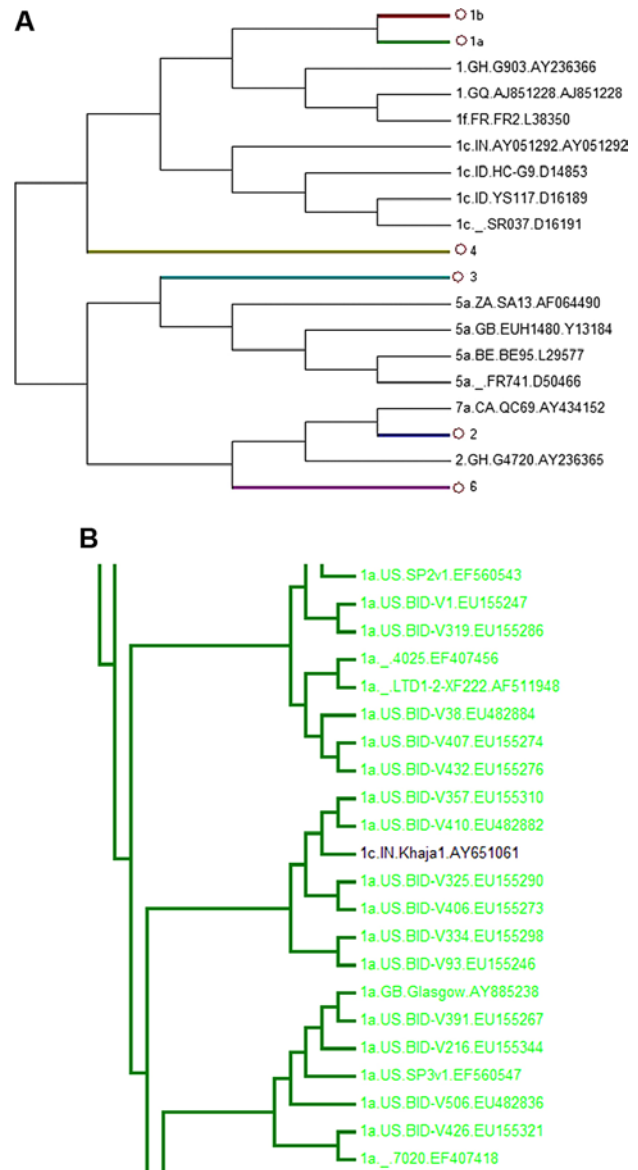 A
1b
1a
1.GH.G903.AY236366
1.GQ.AJ851228.AJ851228
1f.FR.FR2.L38350
1c.IN.AY051292.AY051292
1c.ID.HC-G9.D14853
1c.ID.YS117.D16189
1c._.SR037.D16191
4
3
5a.ZA.SA13.AF064490
5a.GB.EUH1480.Y13184
5a.BE.BE95.L29577
5a._.FR741.D50466
7a.CA.QC69.AY434152
2
2.GH.G4720.AY236365
6
B
1a.US.SP2v1.EF560543
1a.US.BID-V1.EU155247
1a.US.BID-V319.EU155286
1a._.4025.EF407456
1a._.LTD1-2-XF222.AF511948
1a.US.BID-V38.EU482884
1a.US.BID-V407.EU155274
1a.US.BID-V432.EU155276
1a.US.BID-V357.EU155310
1a.US.BID-V410.EU482882
1c.IN.Khaja1.AY651061
1a.US.BID-V325.EU155290
1a.US.BID-V406.EU155273
1a.US.BID-V334.EU155298
1a.US.BID-V93.EU155246
1a.GB.Glasgow.AY885238
1a.US.BID-V391.EU155267
1a.US.BID-V216.EU155344
1a.US.SP3v1.EF560547
1a.US.BID-V506.EU482836
1a.US.BID-V426.EU155321
1a._.7020.EF407418